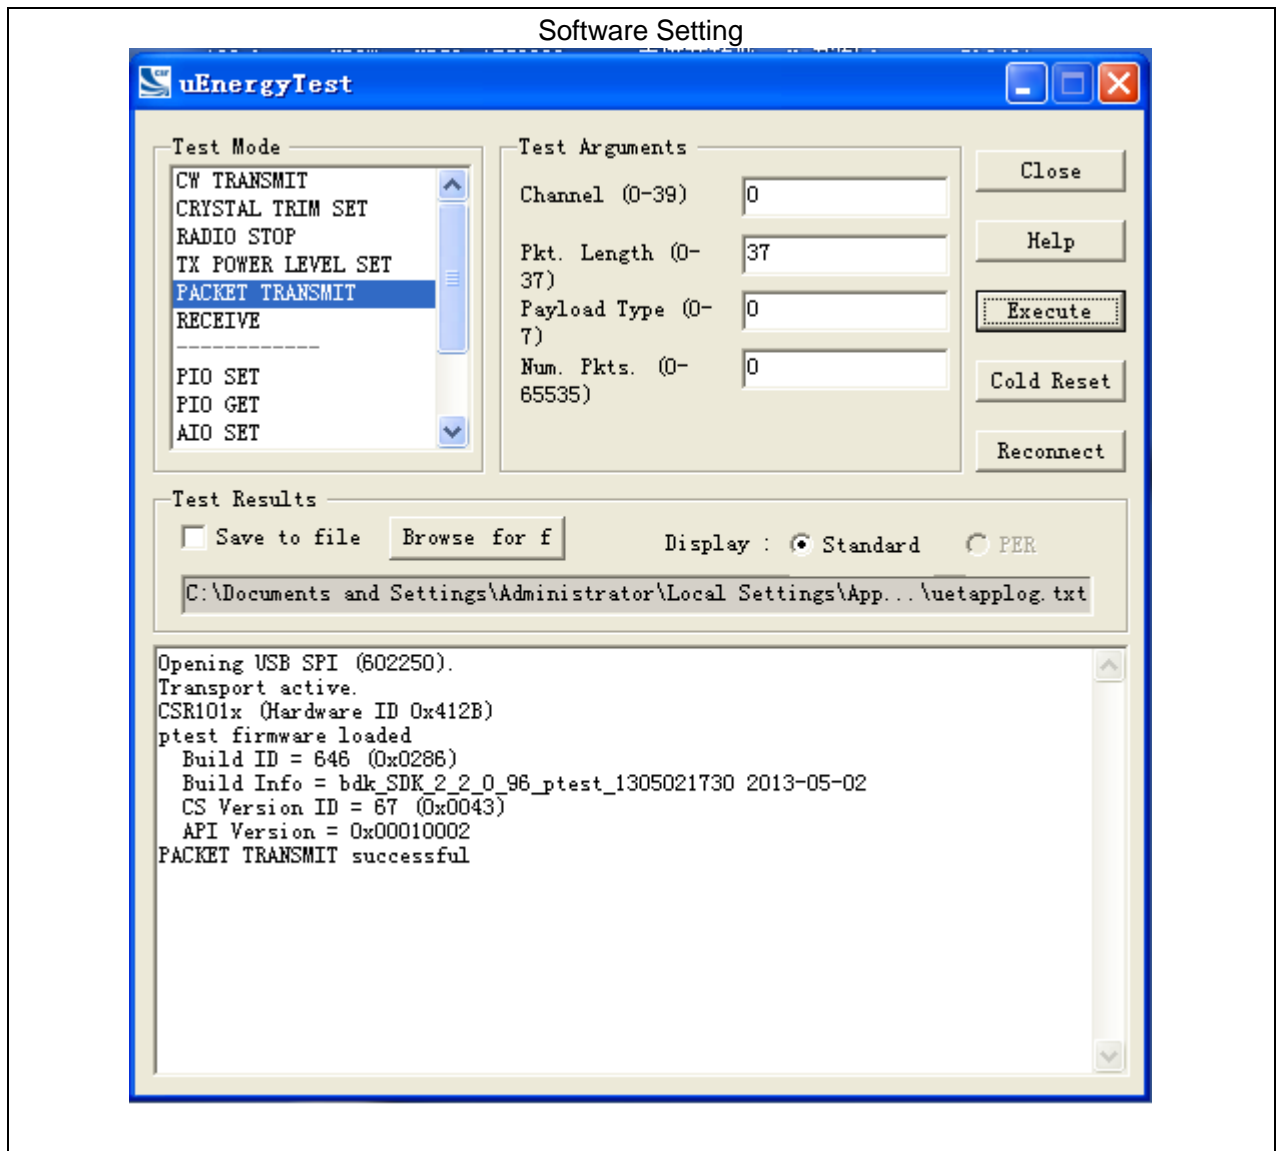 Software Setting
csr
uEnergyTest
Test Mode
CW TRANSMIT
CRYSTAL TRIM SET
RADIO STOP
TX POWER LEVEL SET
PACKET TRANSMIT
RECEIVE
------------
PIO SET
PIO GET
AIO SET
Test Arguments
Channel (0-39)
0
Pkt. Length (0-
37)
37
Payload Type (0-
7)
0
Num. Pkts. (0-
65535)
0
Close
Help
Execute
Cold Reset
Reconnect
Test Results
Save to file
Browse for f
Display :
Standard
PER
C:\Documents and Settings\Administrator\Local Settings\App...\uetapplog.txt
Opening USB SPI (602250).
Transport active.
CSR101x (Hardware ID 0x412B)
ptest firmware loaded
Build ID = 646 (0x0286)
Build Info = bdk_SDK_2_2_0_96_ptest_1305021730 2013-05-02
CS Version ID = 67 (0x0043)
API Version = 0x00010002
PACKET TRANSMIT successful